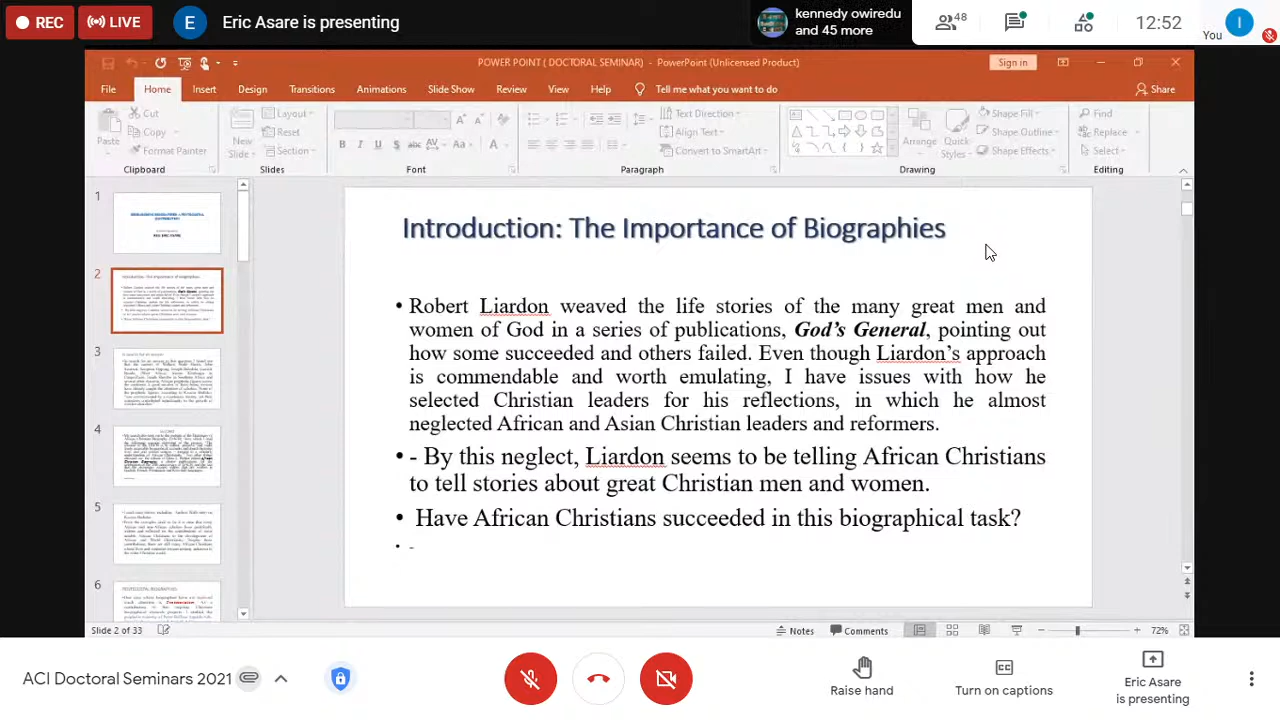 REC
LIVE
E
Eric Asare is presenting
kennedy owiredu
and 45 more
48
12:52
You
I
POWER POINT ( DOCTORAL SEMINAR) - PowerPoint (Unlicensed Product)
Sign in
File Home Insert Design Transitions Animations Slide Show Review View Help Tell me what you want to do
Share
Paste
Cut
Copy
Format Painter
Clipboard
New
Slide
Layout
Reset
Section
Slides
B I U S abc AV Aa A
Font
Text Direction
Align Text
Convert to SmartArt
Paragraph
Arrange
Quick
Styles
Shape Fill
Shape Outline
Shape Effects
Drawing
Find
Replace
Select
Editing
1
2
3
4
5
6
Introduction: The Importance of Biographies
• Robert Liardon weaved the life stories of the many great men and
women of God in a series of publications, God's General, pointing out
how some succeeded and others failed. Even though Liardon's approach
is commendable and worth emulating, I have issues with how he
selected Christian leaders for his reflections, in which he almost
neglected African and Asian Christian leaders and reformers.
• - By this neglect, Liardon seems to be telling African Christians
to tell stories about great Christian men and women.
• Have African Christians succeeded in this biographical task?
• -
Slide 2 of 33
Notes
Comments
72%
ACI Doctoral Seminars 2021
Raise hand
Turn on captions
Eric Asare
is presenting